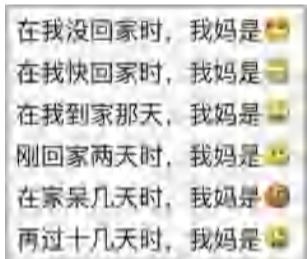 在我没回家时，我妈是
在我快回家时，我妈是
在我到家那天，我妈是
刚回家两天时，我妈是
在家呆几天时，我妈是
再过十几天时，我妈是